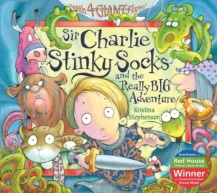 With 4 GIANT flaps
Sir Charlie
Stinky Socks
and the
Really BIG
Adventure
Kristina
Stephenson
Red House
Winner